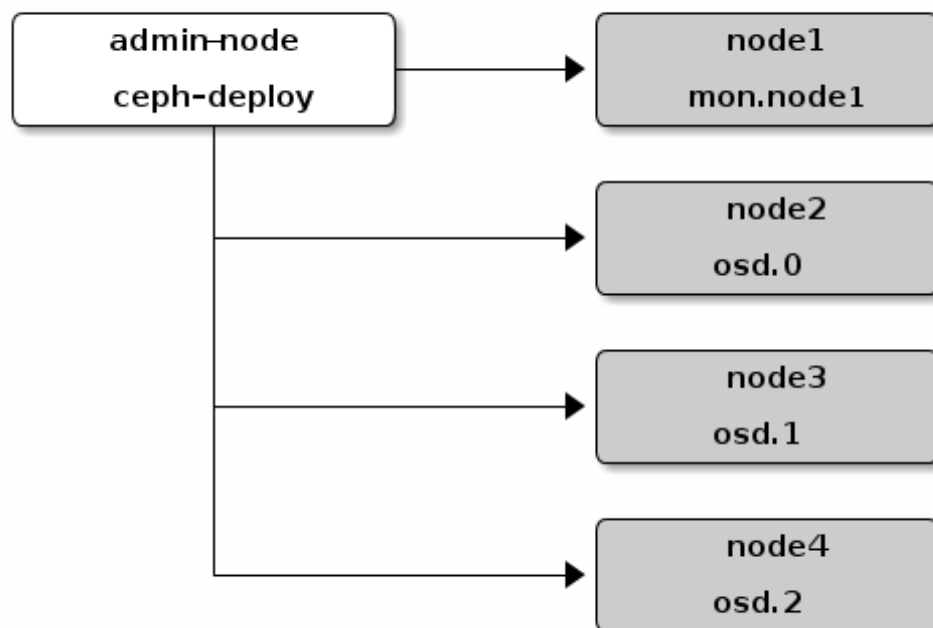 admin-node
ceph-deploy
node1
mon.node1
node2
osd.0
node3
osd.1
node4
osd.2